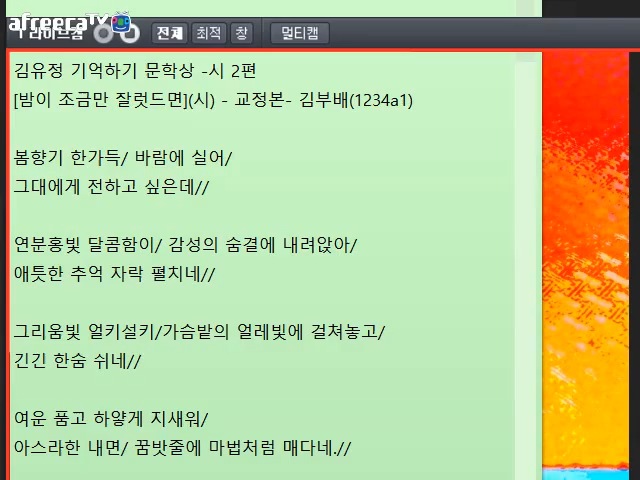 afreecaTV
라이브캠 전체 최적 창 멀티캠
김유정 기억하기 문학상 -시 2편
[밤이 조금만 잘럿드면](시) - 교정본- 김부배(1234a1)
봄향기 한가득/ 바람에 실어/
그대에게 전하고 싶은데//
연분홍빛 달콤함이/ 감성의 숨결에 내려앉아/
애틋한 추억 자락 펼치네//
그리움빛 얼키설키/가슴밭의 얼레빛에 걸쳐놓고/
긴긴 한숨 쉬네//
여운 품고 하얗게 지새워/
아스라한 내면/ 꿈밧줄에 마법처럼 매다네.//